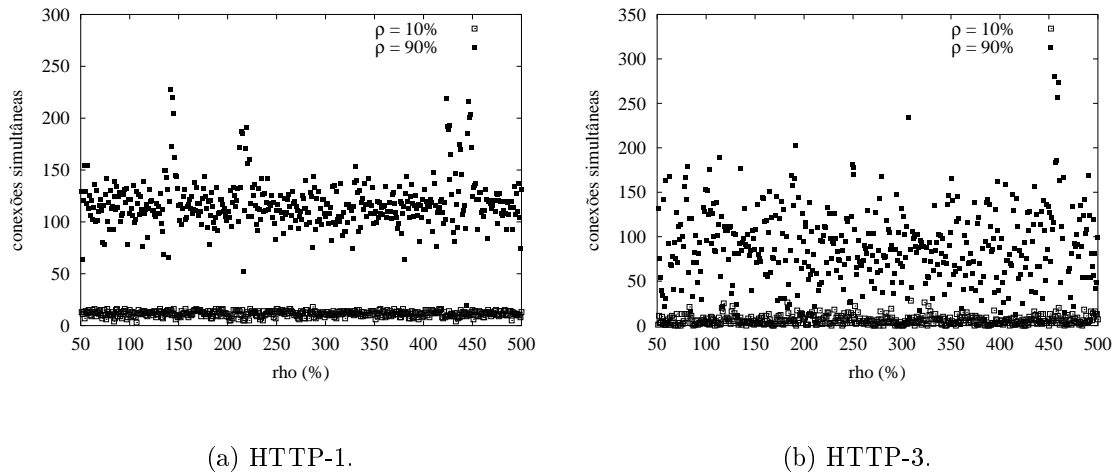 300
250
200
150
100
50
0
conexões simultâneas
ρ = 10%
ρ = 90%
50 100 150 200 250 300 350 400 450 500
rho (%)
(a) HTTP-1.
350
300
250
200
150
100
50
0
conexões simultâneas
ρ = 10%
ρ = 90%
50 100 150 200 250 300 350 400 450 500
rho (%)
(b) HTTP-3.